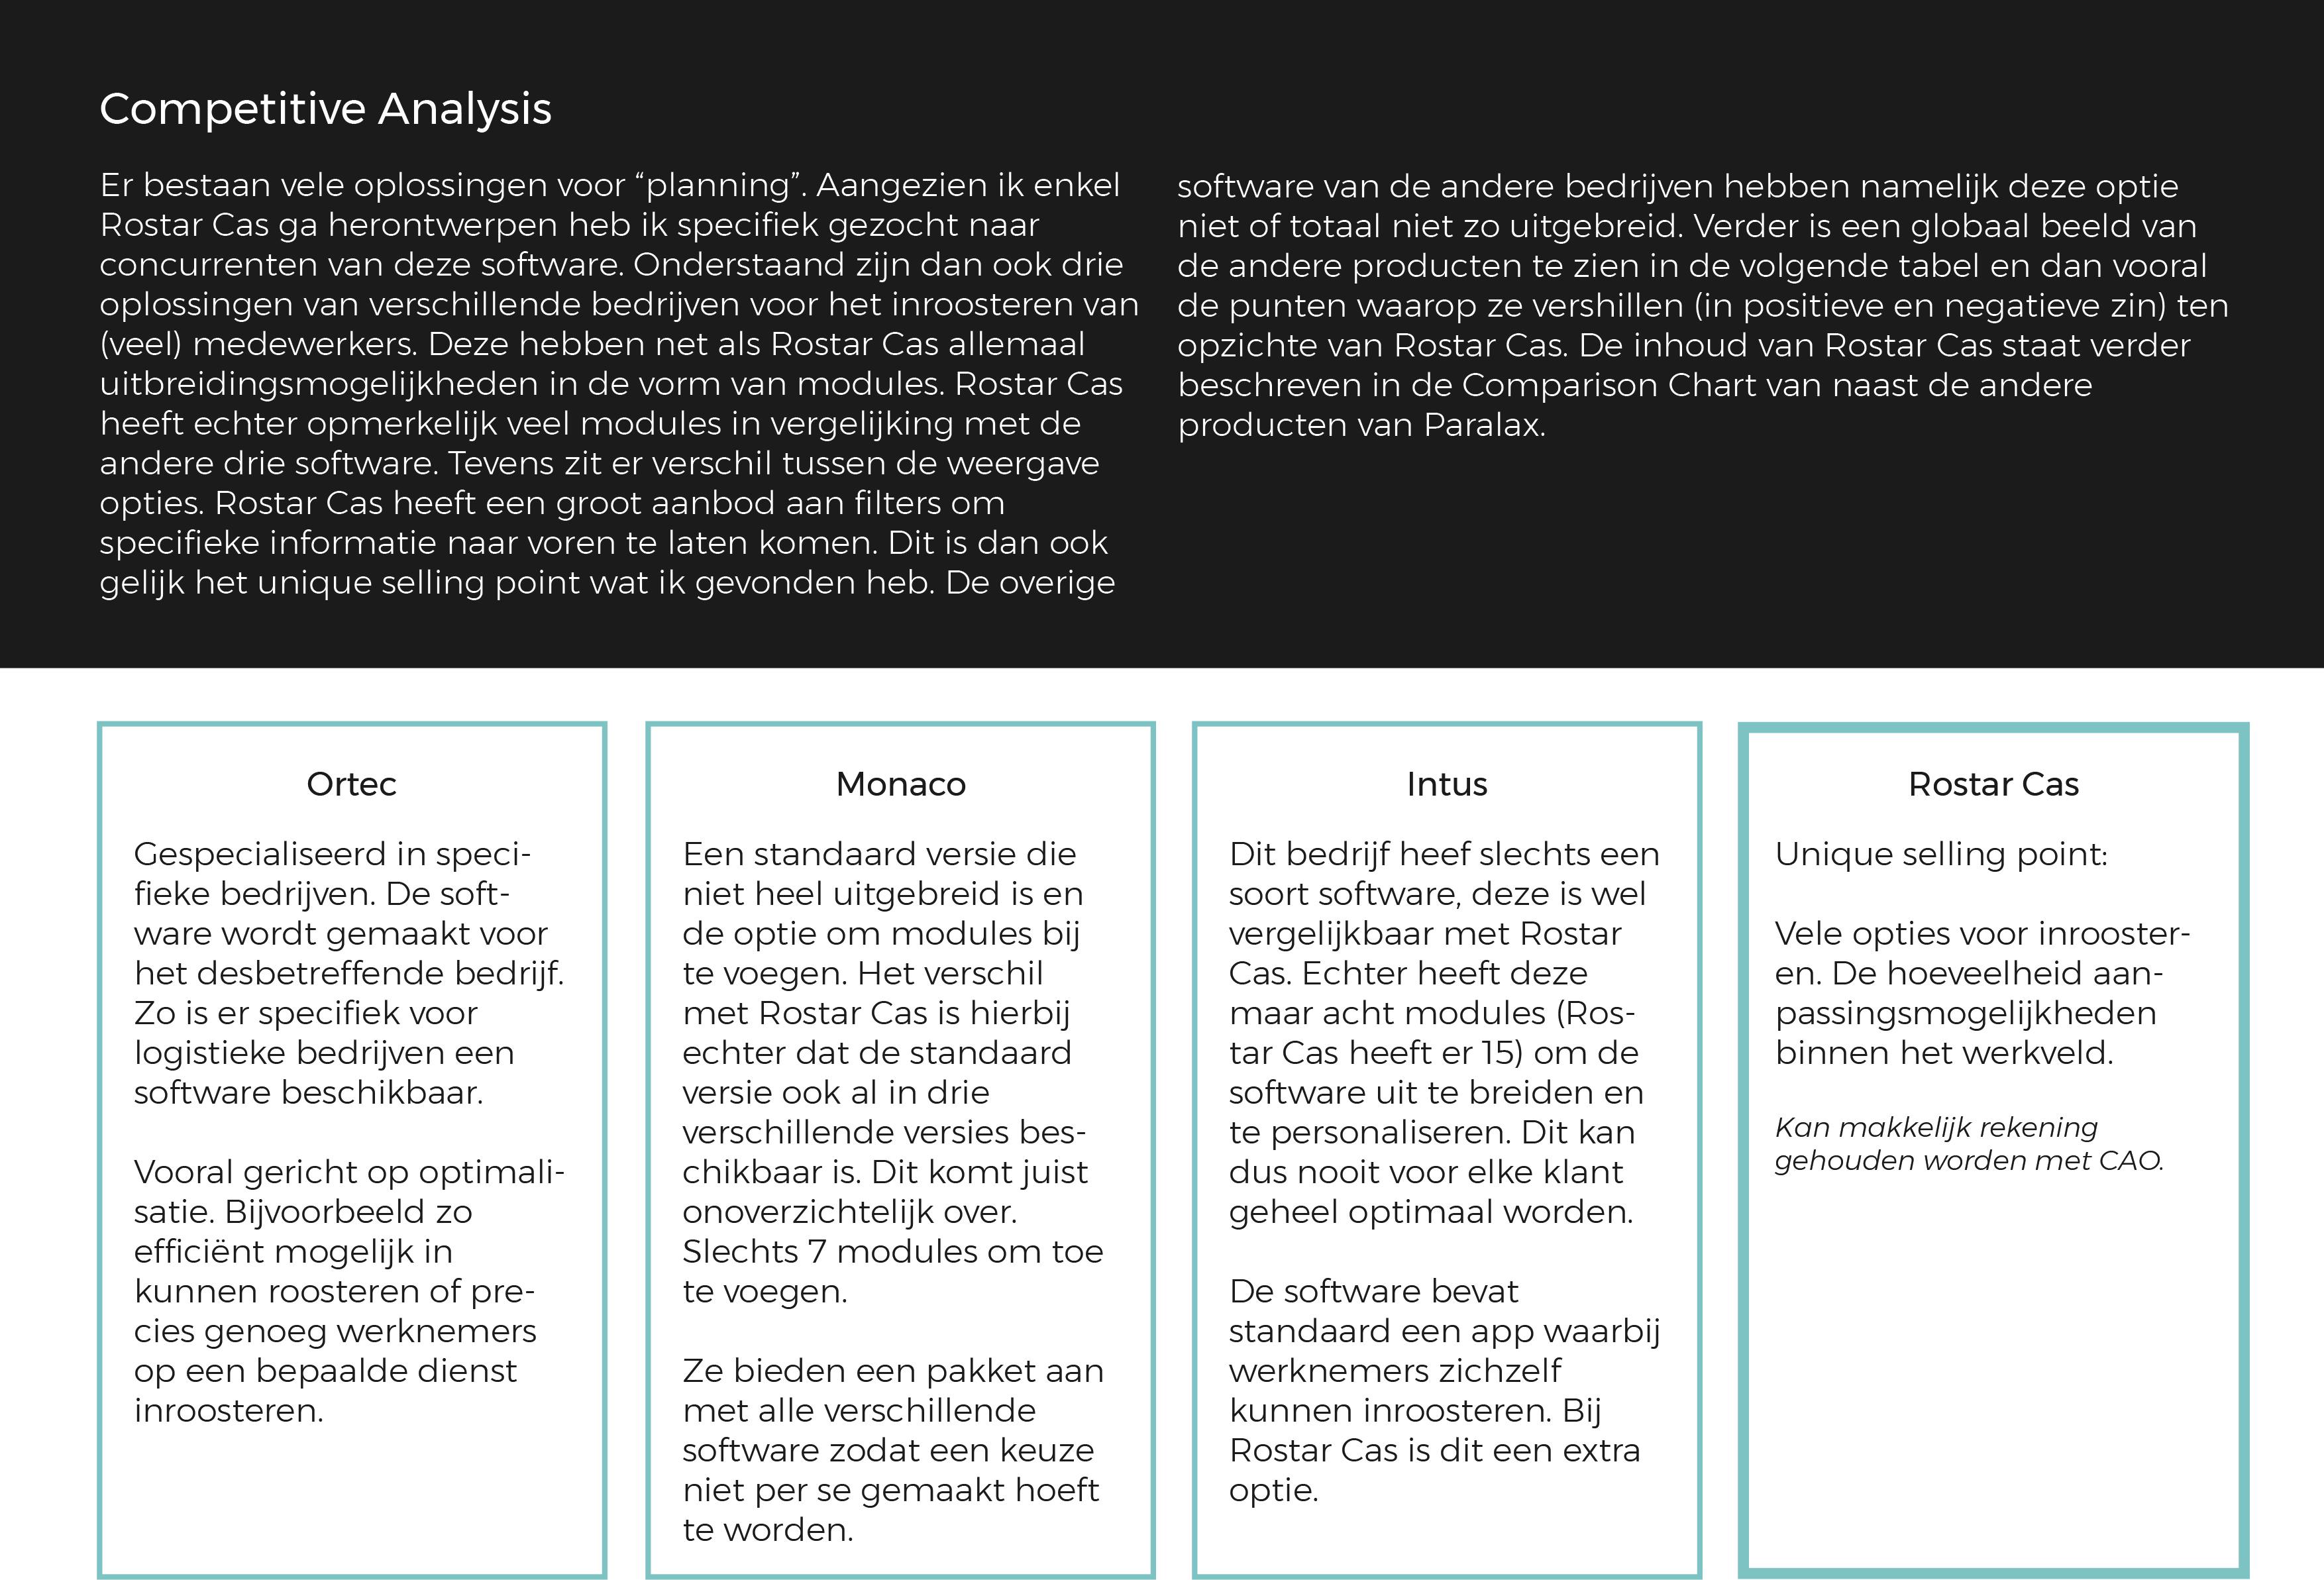 Competitive Analysis
Er bestaan vele oplossingen voor “planning”. Aangezien ik enkel
Rostar Cas ga herontwerpen heb ik specifiek gezocht naar
concurrenten van deze software. Onderstaand zijn dan ook drie
oplossingen van verschillende bedrijven voor het inroosteren van
(veel) medewerkers. Deze hebben net als Rostar Cas allemaal
uitbreidingsmogelijkheden in de vorm van modules. Rostar Cas
heeft echter opmerkelijk veel modules in vergelijking met de
andere drie software. Tevens zit er verschil tussen de weergave
opties. Rostar Cas heeft een groot aanbod aan filters om
specifieke informatie naar voren te laten komen. Dit is dan ook
gelijk het unique selling point wat ik gevonden heb. De overige
software van de andere bedrijven hebben namelijk deze optie
niet of totaal niet zo uitgebreid. Verder is een globaal beeld van
de andere producten te zien in de volgende tabel en dan vooral
de punten waarop ze vershillen (in positieve en negatieve zin) ten
opzichte van Rostar Cas. De inhoud van Rostar Cas staat verder
beschreven in de Comparison Chart van naast de andere
producten van Paralax.
Ortec
Gespecialiseerd in speci-
fieke bedrijven. De soft-
ware wordt gemaakt voor
het desbetreffende bedrijf.
Zo is er specifiek voor
logistieke bedrijven een
software beschikbaar.
Vooral gericht op optimali-
satie. Bijvoorbeeld zo
efficiënt mogelijk in
kunnen roosteren of pre-
cies genoeg werknemers
op een bepaalde dienst
inroosteren.
Monaco
Een standaard versie die
niet heel uitgebreid is en
de optie om modules bij
te voegen. Het verschil
met Rostar Cas is hierbij
echter dat de standaard
versie ook al in drie
verschillende versies bes-
chikbaar is. Dit komt juist
onoverzichtelijk over.
Slechts 7 modules om toe
te voegen.
Ze bieden een pakket aan
met alle verschillende
software zodat een keuze
niet per se gemaakt hoeft
te worden.
Intus
Dit bedrijf heef slechts een
soort software, deze is wel
vergelijkbaar met Rostar
Cas. Echter heeft deze
maar acht modules (Ros-
tar Cas heeft er 15) om de
software uit te breiden en
te personaliseren. Dit kan
dus nooit voor elke klant
geheel optimaal worden.
De software bevat
standaard een app waarbij
werknemers zichzelf
kunnen inroosteren. Bij
Rostar Cas is dit een extra
optie.
Rostar Cas
Unique selling point:
Vele opties voor inrooster-
en. De hoeveelheid aan-
passingsmogelijkheden
binnen het werkveld.
Kan makkelijk rekening
gehouden worden met CAO.